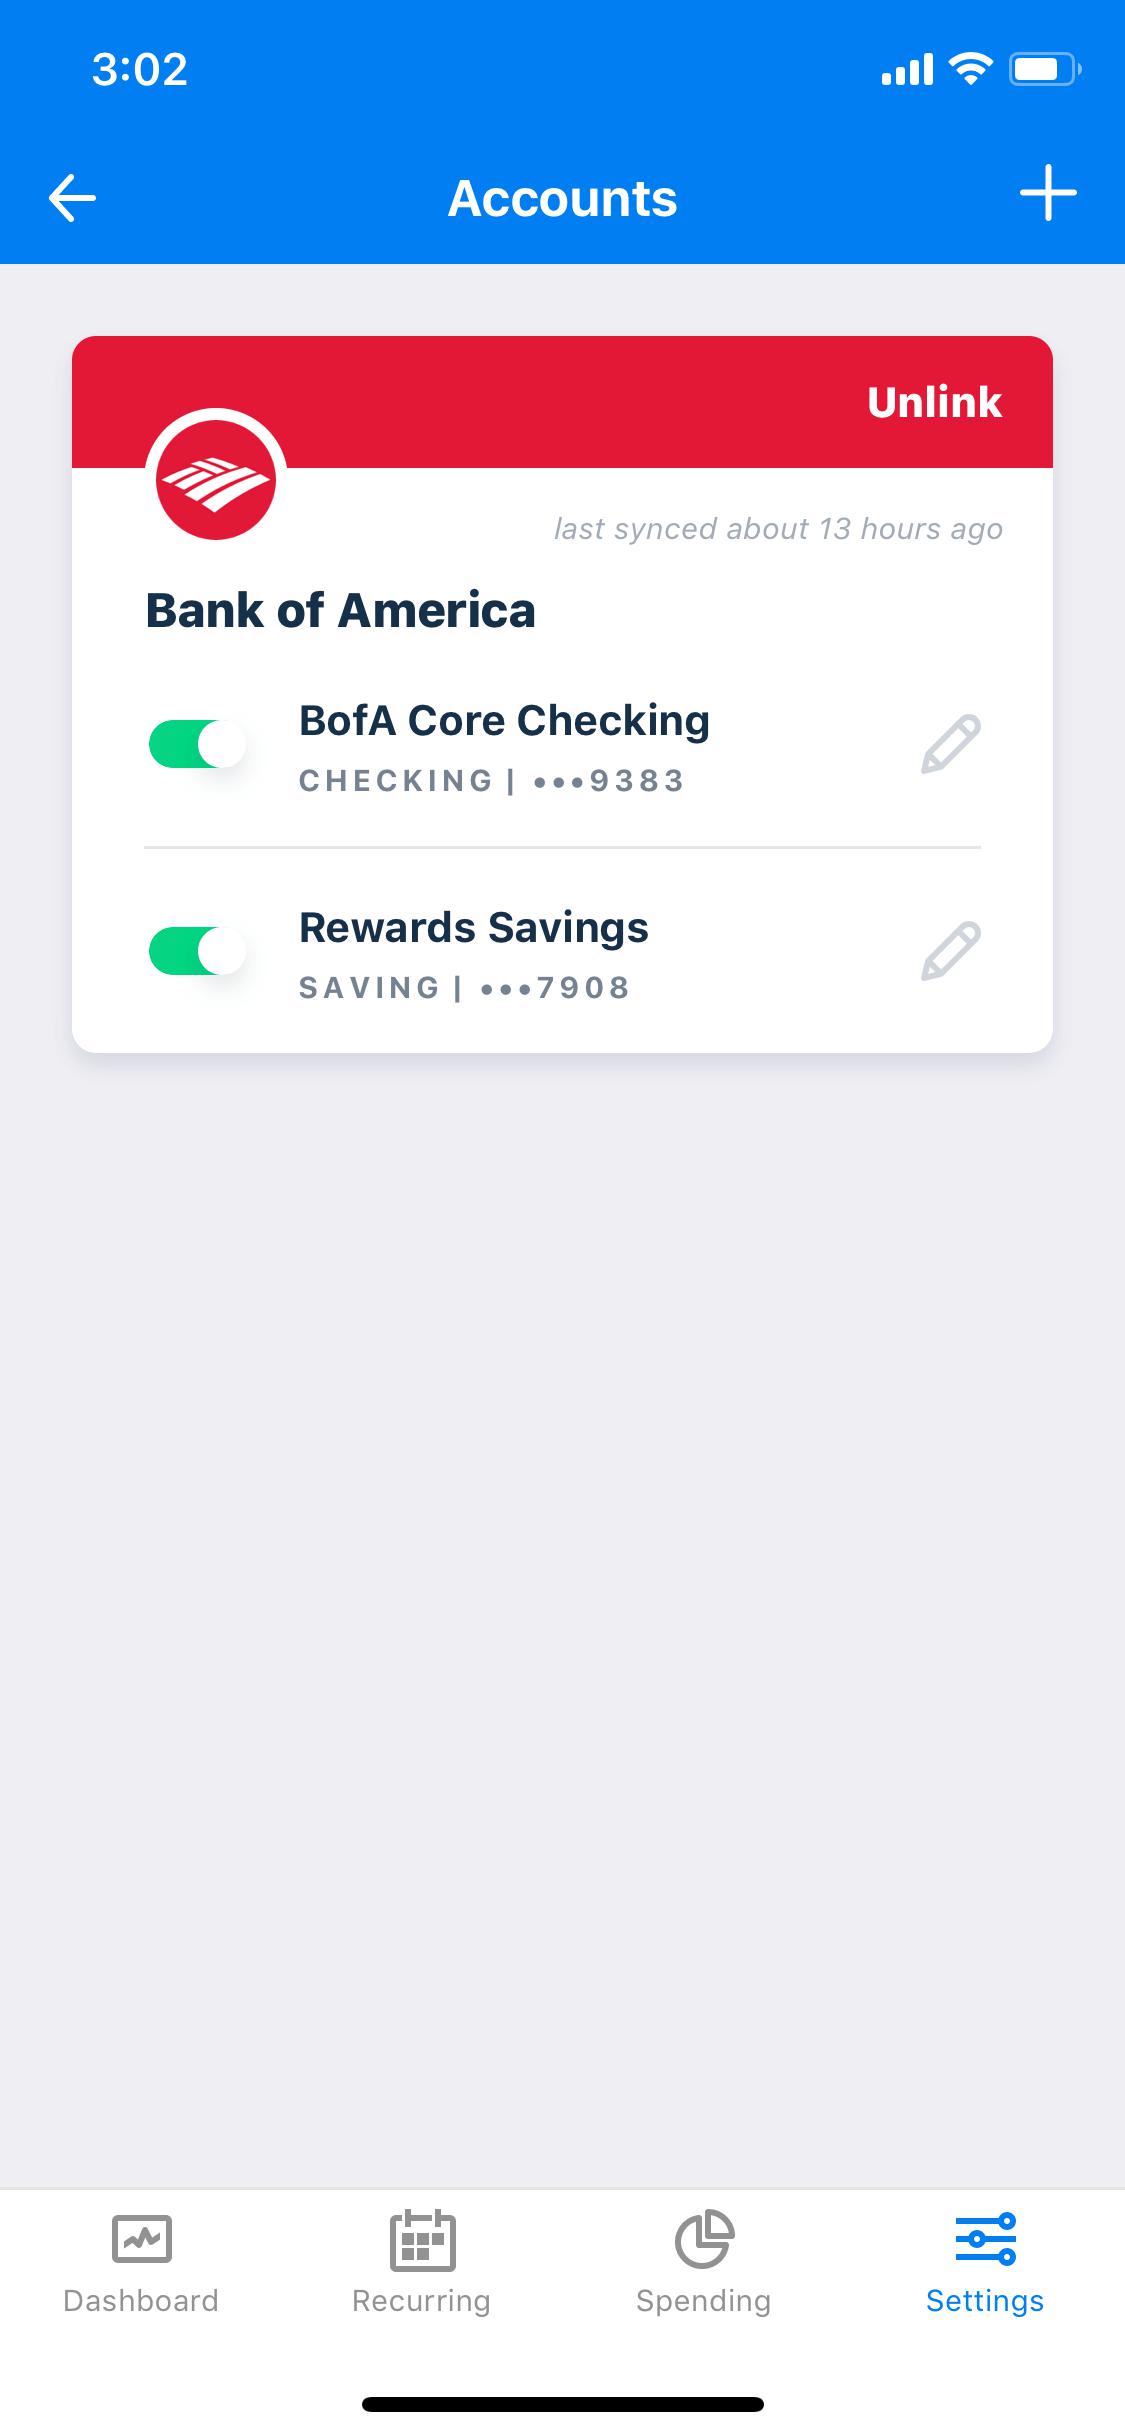 3:02
Accounts
Unlink
last synced about 13 hours ago
Bank of America
BofA Core Checking
CHECKING | •••9383
Rewards Savings
SAVING | •••7908
Dashboard
Recurring
Spending
Settings